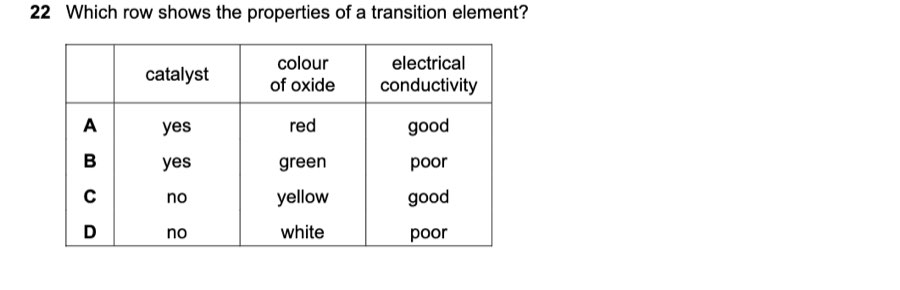 22 Which row shows the properties of a transition element?
catalyst colour of oxide electrical conductivity
A yes red good
B yes green poor
C no yellow good
D no white poor